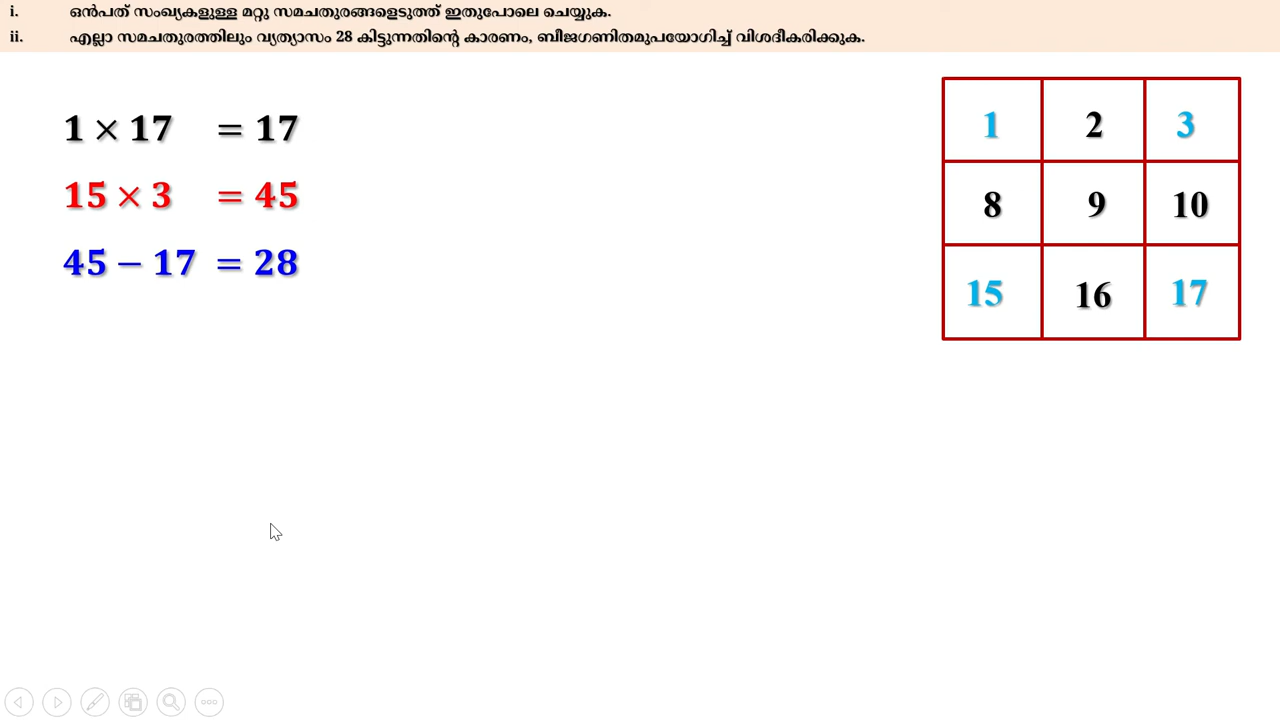 i. ഒൻപത് സംഖ്യകളുള്ള മറ്റു സമചതുരങ്ങളെടുത്ത് ഇതുപോലെ ചെയ്യുക.
ii. എല്ലാ സമചതുരത്തിലും വ്യത്യാസം 28 കിട്ടുന്നതിന്റെ കാരണം, ബീജഗണിതമുപയോഗിച്ച് വിശദീകരിക്കുക.
1 × 17 = 17
15 × 3 = 45
45 − 17 = 28
1 2 3
8 9 10
15 16 17